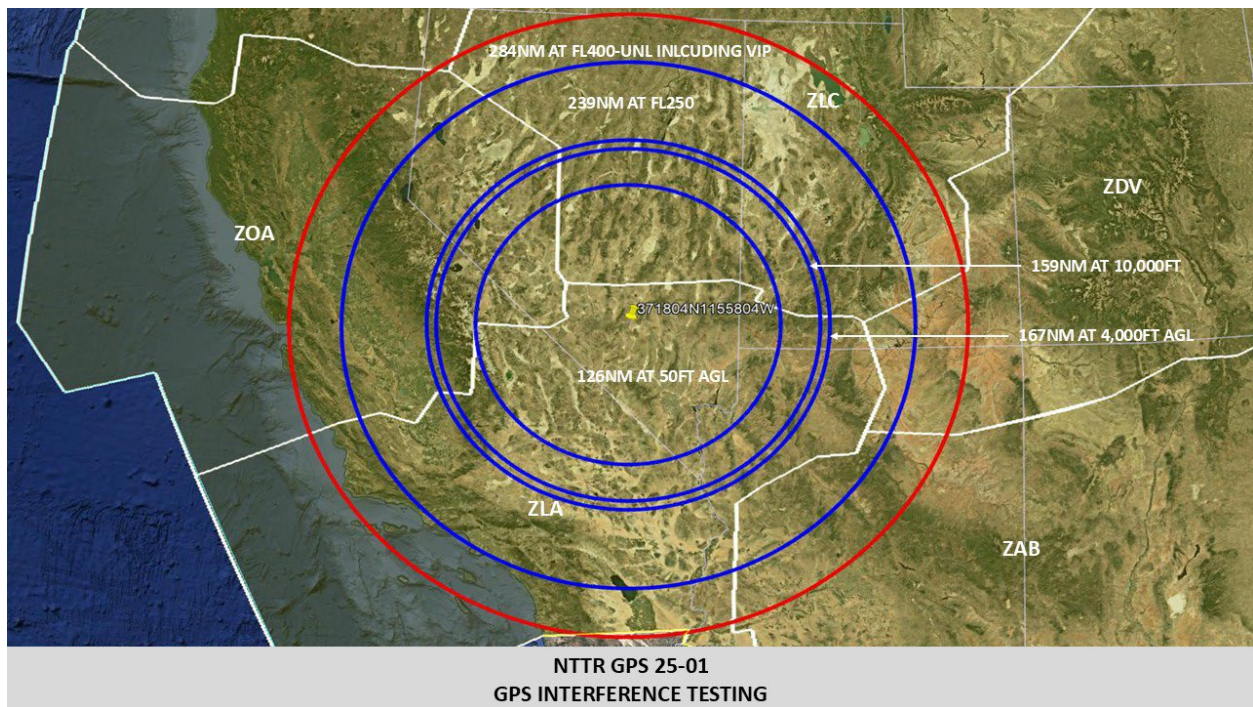 284NM AT FL400-UNL INLCUDING VIP
239NM AT FL250
ZLC
ZDV
ZOA
159NM AT 10,000FT
371804N1155804W
167NM AT 4,000FT AGL
126NM AT 50FT AGL
ZLA
ZAB
NTTR GPS 25-01
GPS INTERFERENCE TESTING